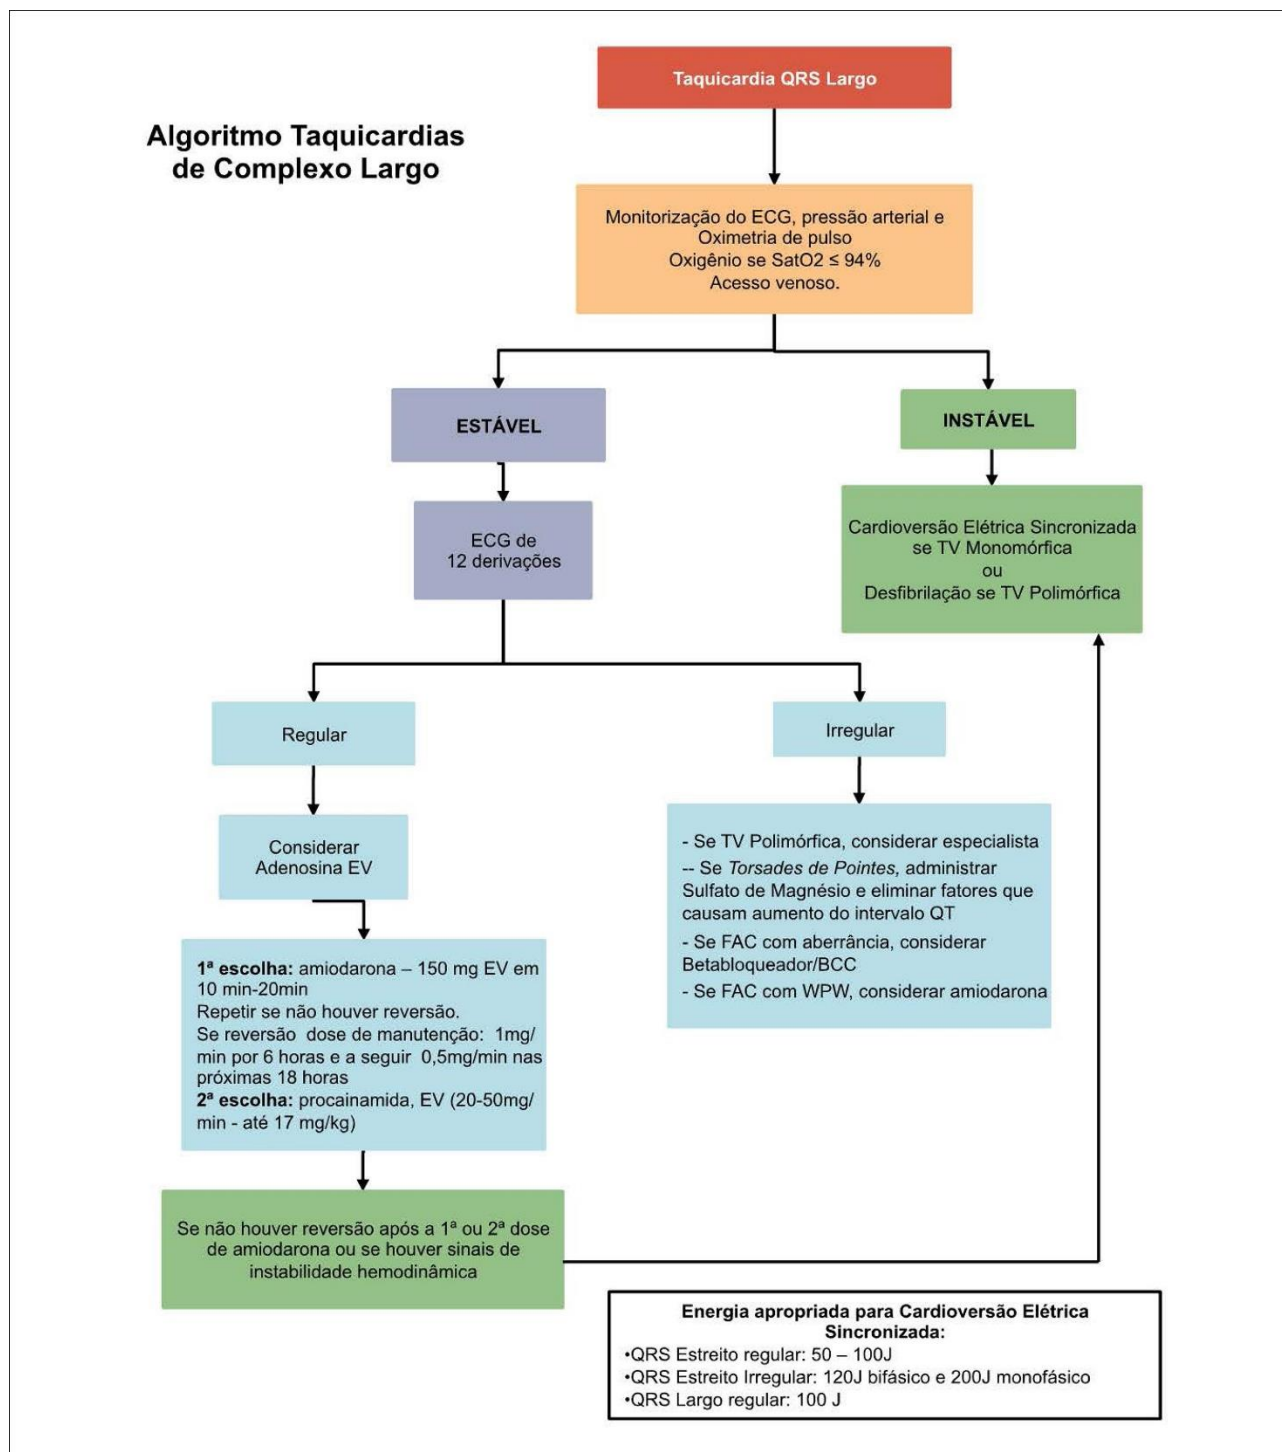 Taquicardia QRS Largo
Algoritmo Taquicardias
de Complexo Largo
Monitorização do ECG, pressão arterial e
Oximetria de pulso
Oxigênio se SatO2 ≤ 94%
Acesso venoso.
ESTÁVEL
INSTÁVEL
ECG de
12 derivações
Cardioversão Elétrica Sincronizada
se TV Monomórfica
ou
Desfibrilação se TV Polimórfica
Regular
Irregular
Considerar
Adenosina EV
- Se TV Polimórfica, considerar especialista
-- Se Torsades de Pointes, administrar
Sulfato de Magnésio e eliminar fatores que
causam aumento do intervalo QT
- Se FAC com aberrância, considerar
Betabloqueador/BCC
- Se FAC com WPW, considerar amiodarona
1ª escolha: amiodarona – 150 mg EV em
10 min-20min
Repetir se não houver reversão.
Se reversão dose de manutenção: 1mg/
min por 6 horas e a seguir 0,5mg/min nas
próximas 18 horas
2ª escolha: procainamida, EV (20-50mg/
min - até 17 mg/kg)
Se não houver reversão após a 1ª ou 2ª dose
de amiodarona ou se houver sinais de
instabilidade hemodinâmica
Energia apropriada para Cardioversão Elétrica
Sincronizada:
•QRS Estreito regular: 50 – 100J
•QRS Estreito Irregular: 120J bifásico e 200J monofásico
•QRS Largo regular: 100 J